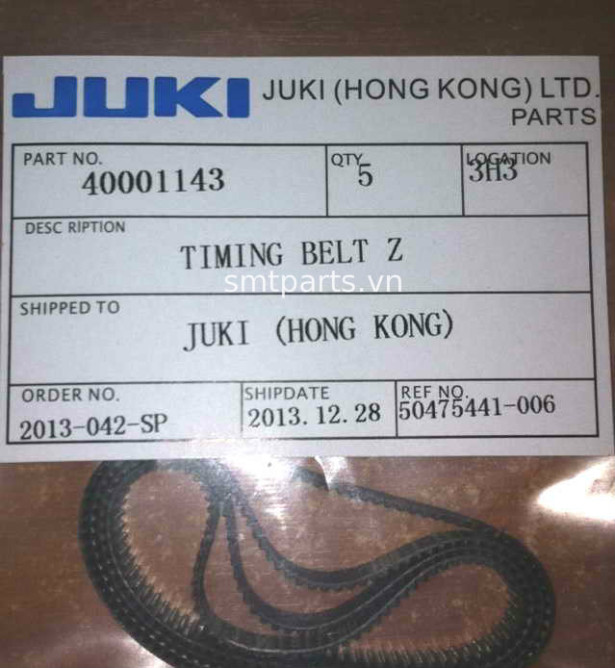 JUKI JUKI (HONG KONG) LTD.
PARTS
PART NO. QTY LOCATION
40001143 5 3H3
DESC RIPTION
TIMING BELT Z
smtparts.vn
SHIPPED TO
JUKI (HONG KONG)
ORDER NO. SHIPDATE REF NO.
2013-042-SP 2013.12.28 50475441-006